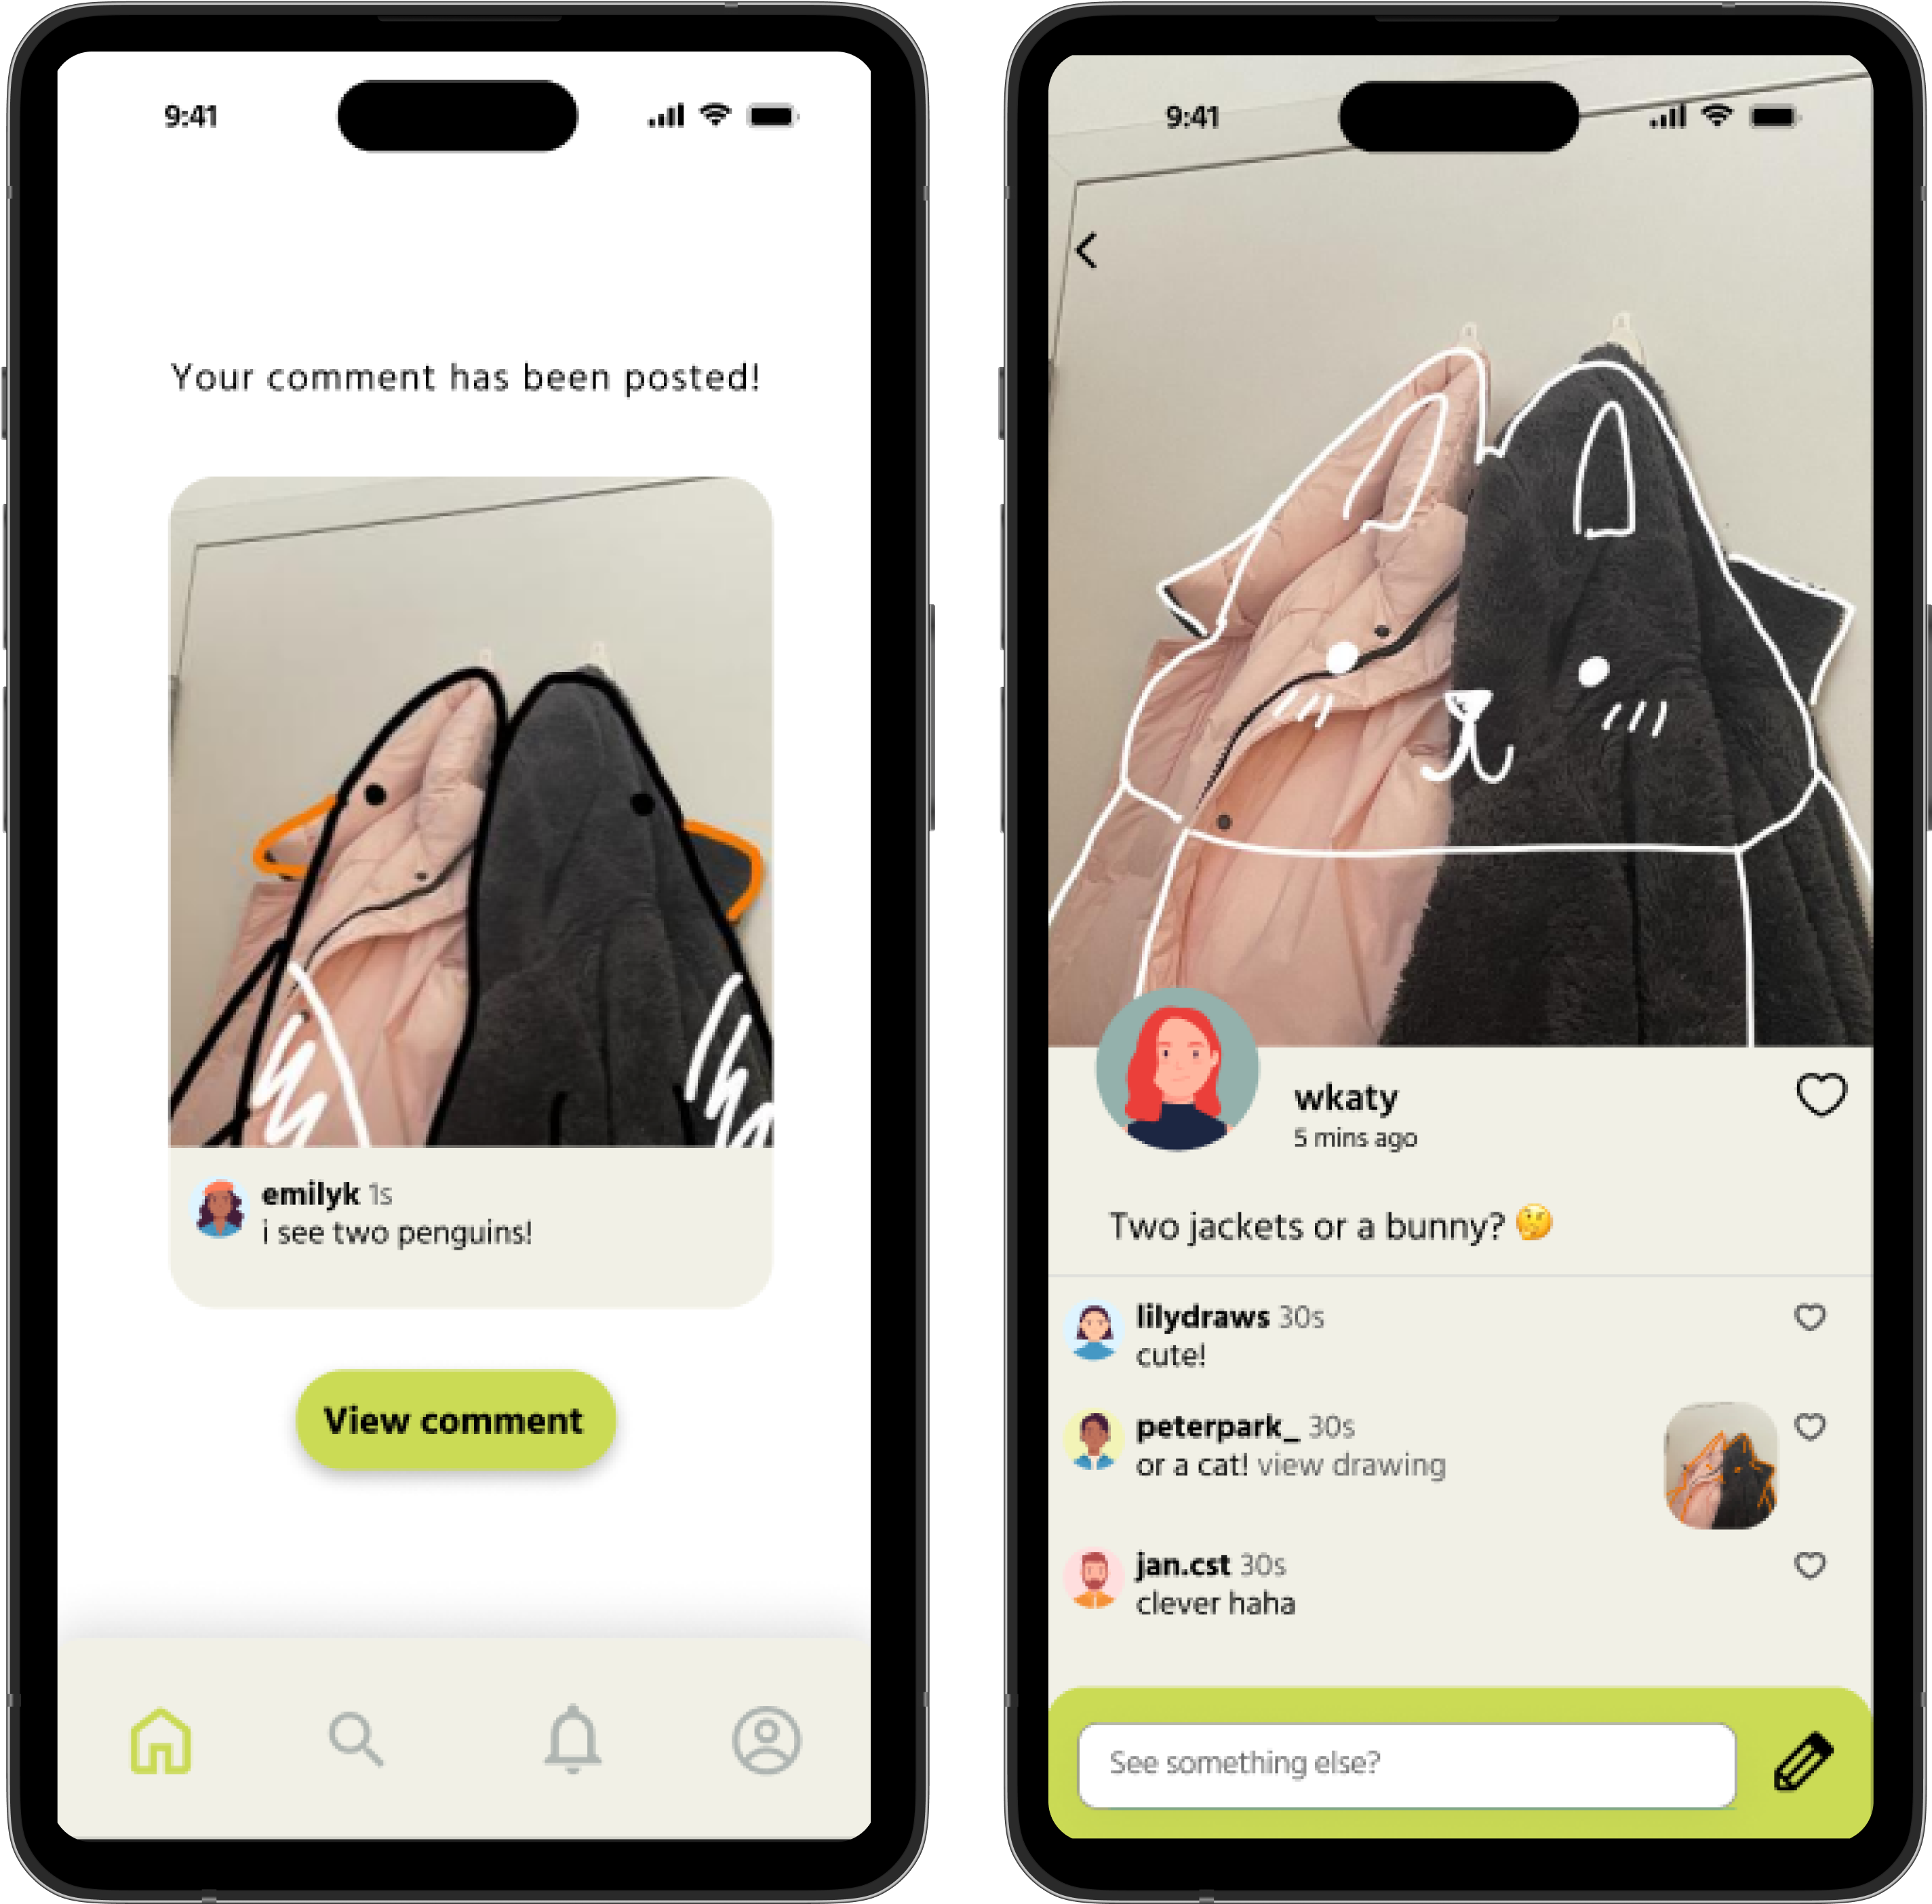 9:41
Your comment has been posted!
emilyk 1s
i see two penguins!
View comment
9:41
wkaty
5 mins ago
Two jackets or a bunny? 🤔
lilydraws 30s
cute!
peterpark_ 30s
or a cat! view drawing
jan.cst 30s
clever haha
See something else?